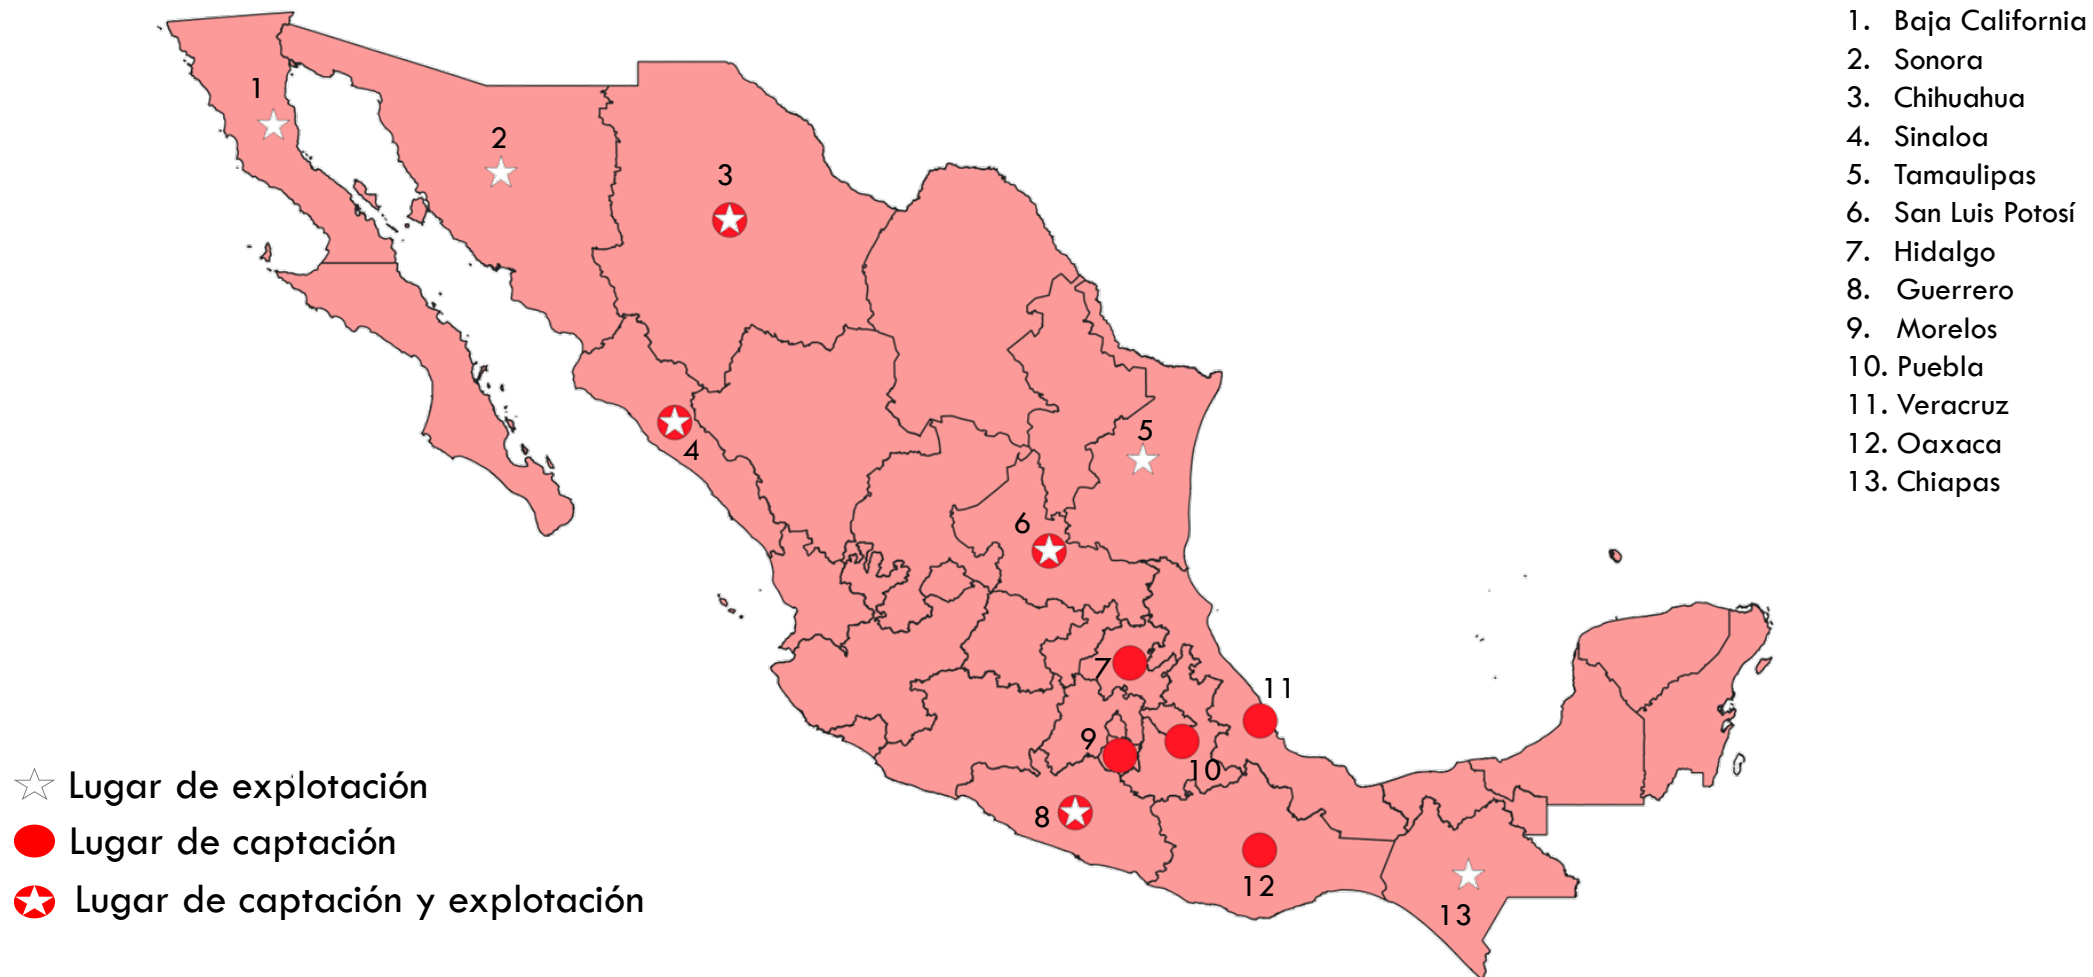 1. Baja California
2. Sonora
3. Chihuahua
4. Sinaloa
5. Tamaulipas
6. San Luis Potosí
7. Hidalgo
8. Guerrero
9. Morelos
10. Puebla
11. Veracruz
12. Oaxaca
13. Chiapas
1
2
3
4
5
6
7
8
9
10
11
12
13
Lugar de explotación
Lugar de captación
Lugar de captación y explotación